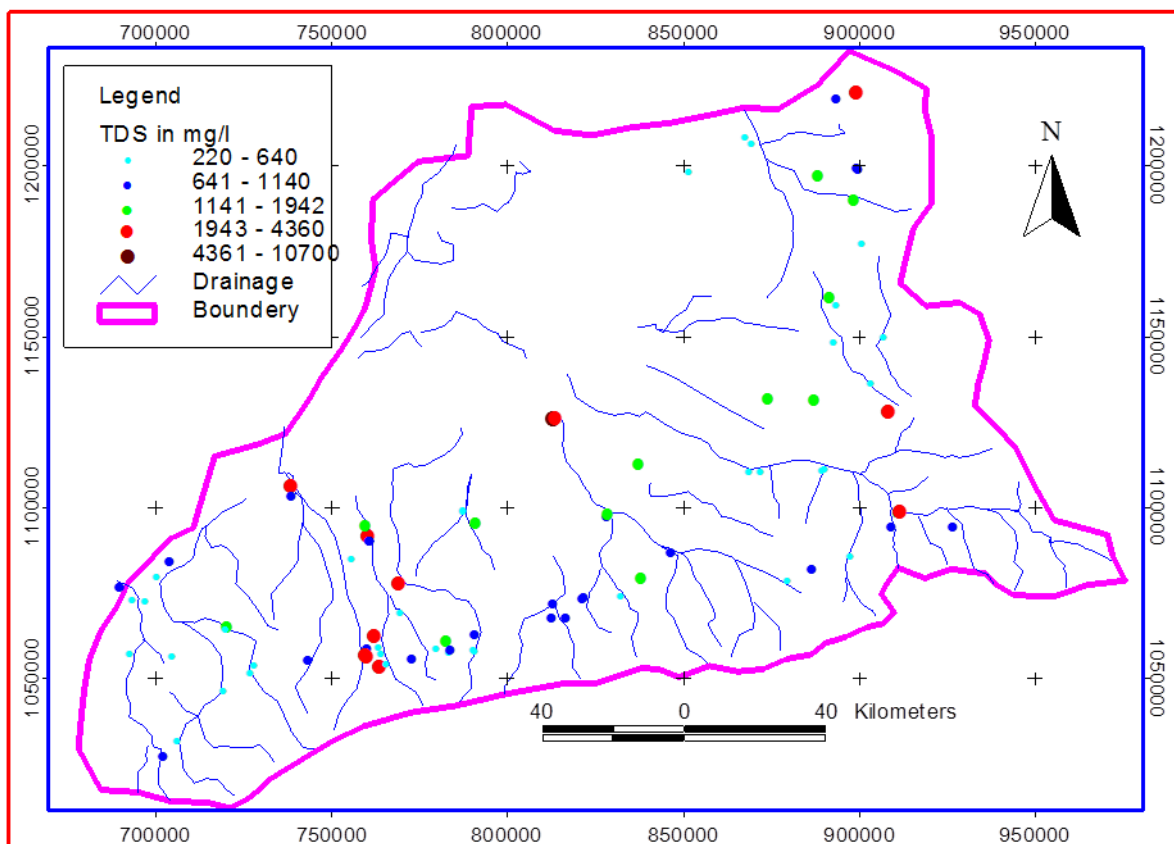 700000 750000 800000 850000 900000 950000
Legend
TDS in mg/l
220 - 640
641 - 1140
1141 - 1942
1943 - 4360
4361 - 10700
Drainage
Boundery
N
1200000 1200000
1150000 1150000
1100000 1100000
1050000 1050000
40 0 40 Kilometers
700000 750000 800000 850000 900000 950000